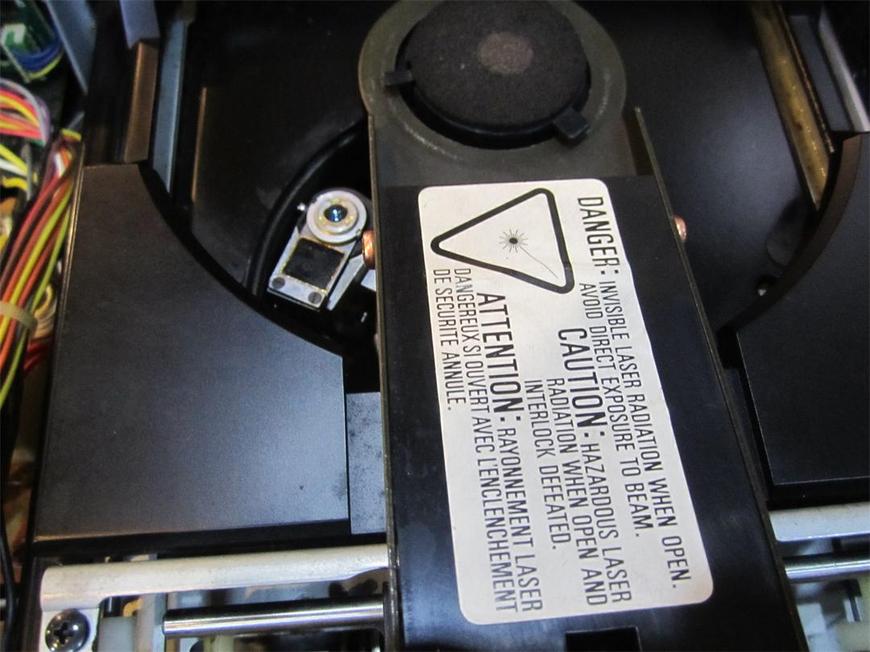 DANGER: INVISIBLE LASER RADIATION WHEN OPEN.
AVOID DIRECT EXPOSURE TO BEAM.
CAUTION: HAZARDOUS LASER
RADIATION WHEN OPEN AND
INTERLOCK DEFEATED.
ATTENTION: RAYONNEMENT LASER
DANGEREUX SI OUVERT AVEC L'ENCLENCHEMENT
DE SECURITE ANNULE.